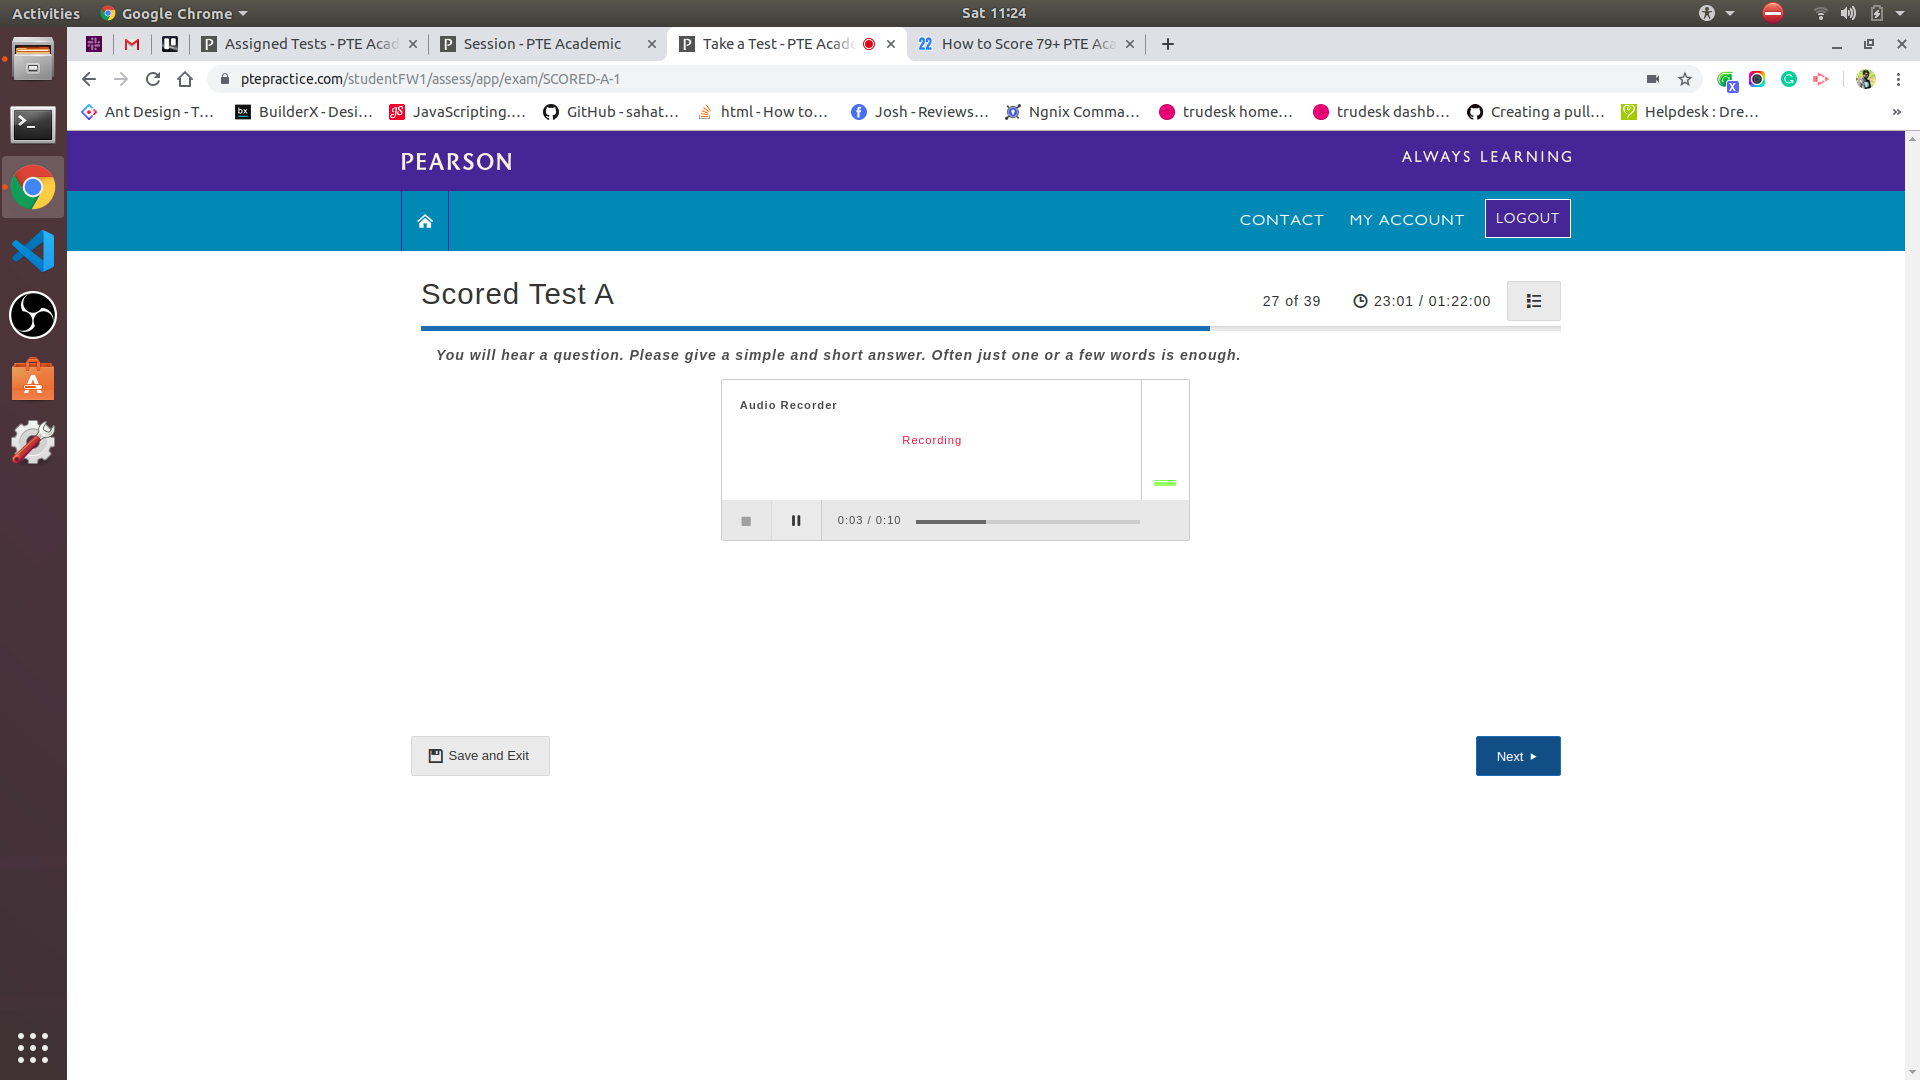 Activities Google Chrome Sat 11:24
Assigned Tests - PTE Acad Session - PTE Academic Take a Test - PTE Acade How to Score 79+ PTE Aca
ptepractice.com/studentFW1/assess/app/exam/SCORED-A-1
Ant Design - T… BuilderX - Desi… JavaScripting.… GitHub - sahat… html - How to… Josh - Reviews… Ngnix Comma… trudesk home… trudesk dashb… Creating a pull… Helpdesk : Dre… »
PEARSON ALWAYS LEARNING
CONTACT MY ACCOUNT LOGOUT
Scored Test A 27 of 39 23:01 / 01:22:00
You will hear a question. Please give a simple and short answer. Often just one or a few words is enough.
Audio Recorder
Recording
0:03 / 0:10
Save and Exit Next